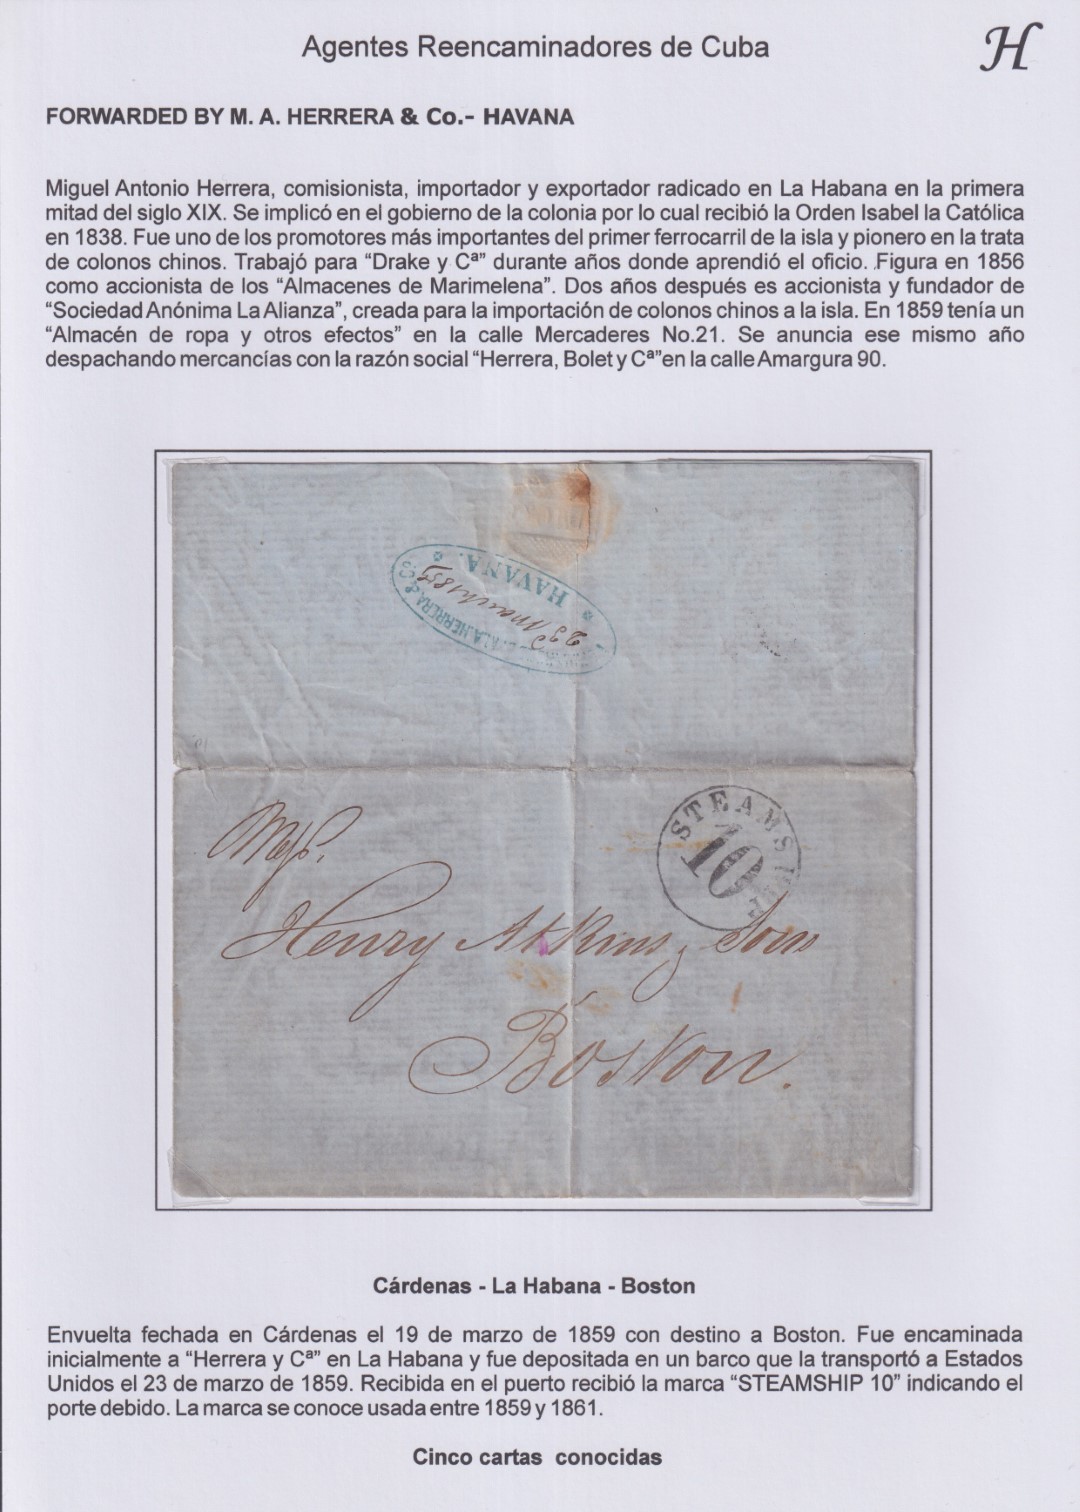 Agentes Reencaminadores de Cuba
H
FORWARDED BY M. A. HERRERA & Co.- HAVANA
Miguel Antonio Herrera, comisionista, importador y exportador radicado en La Habana en la primera
mitad del siglo XIX. Se implicó en el gobierno de la colonia por lo cual recibió la Orden Isabel la Católica
en 1838. Fue uno de los promotores más importantes del primer ferrocarril de la isla y pionero en la trata
de colonos chinos. Trabajó para “Drake y Cª” durante años donde aprendió el oficio. Figura en 1856
como accionista de los “Almacenes de Marimelena”. Dos años después es accionista y fundador de
“Sociedad Anónima La Alianza”, creada para la importación de colonos chinos a la isla. En 1859 tenía un
“Almacén de ropa y otros efectos” en la calle Mercaderes No.21. Se anuncia ese mismo año
despachando mercancías con la razón social “Herrera, Bolet y Cª”en la calle Amargura 90.
M.A.HERRERA & Co
23 March 1859
HAVANA.
STEAMSHIP
10
Messs.
Henry Atkins, Sons
Boston.
Cárdenas - La Habana - Boston
Envuelta fechada en Cárdenas el 19 de marzo de 1859 con destino a Boston. Fue encaminada
inicialmente a “Herrera y Cª” en La Habana y fue depositada en un barco que la transportó a Estados
Unidos el 23 de marzo de 1859. Recibida en el puerto recibió la marca “STEAMSHIP 10” indicando el
porte debido. La marca se conoce usada entre 1859 y 1861.
Cinco cartas conocidas